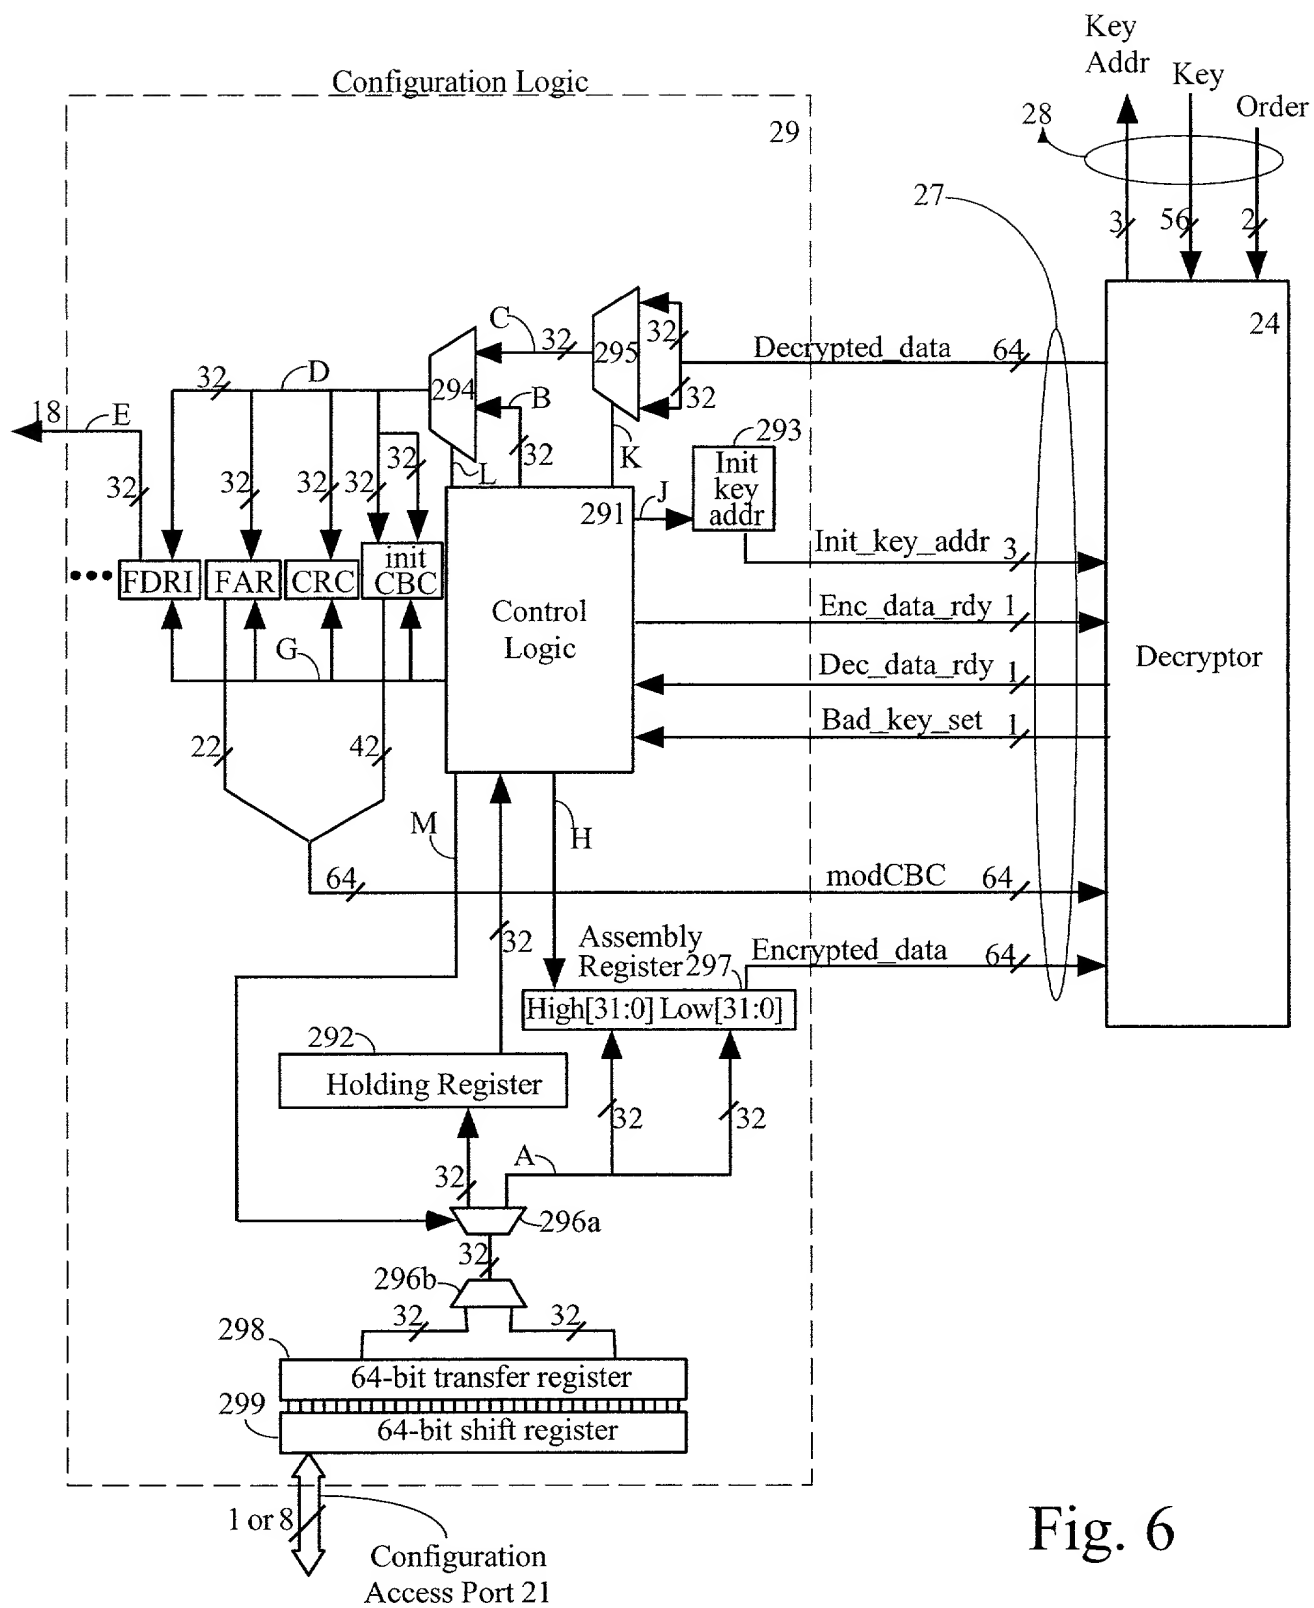 Key
Addr
Key
Order
Configuration Logic
29
28
27
3
56
2
24
C
32
295
32
Decrypted_data
64
32
D
294
B
32
18
E
32
32
32
32
32
L
32
K
293
Init
key
addr
291
J
Init_key_addr
3
FDRI
FAR
CRC
init
CBC
Control
Logic
Enc_data_rdy
1
Decryptor
G
Dec_data_rdy
1
Bad_key_set
1
22
42
M
H
64
modCBC
64
32
Assembly
Register
297
Encrypted_data
64
High[31:0] Low[31:0]
292
Holding Register
32
32
A
32
296a
32
296b
32
32
298
64-bit transfer register
299
64-bit shift register
1 or 8
Configuration
Access Port 21
Fig. 6